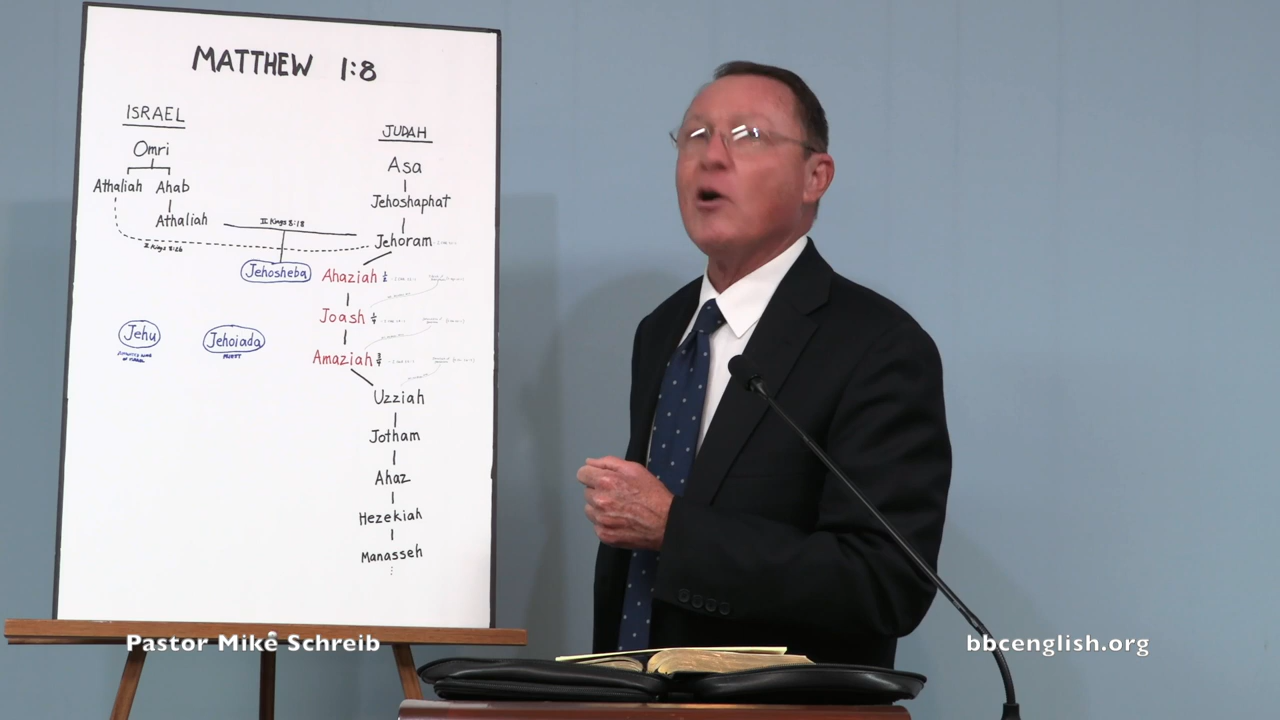 MATTHEW 1:8
ISRAEL
Omri
Athaliah Ahab
Athaliah
II Kings 8:18
II Kings 8:26
Jehosheba
Jehu
Jehoiada
PRIEST
JUDAH
Asa
Jehoshaphat
Jehoram
Ahaziah
Joash
Amaziah
Uzziah
Jotham
Ahaz
Hezekiah
Manasseh
Pastor Mike Schreib
bbcenglish.org